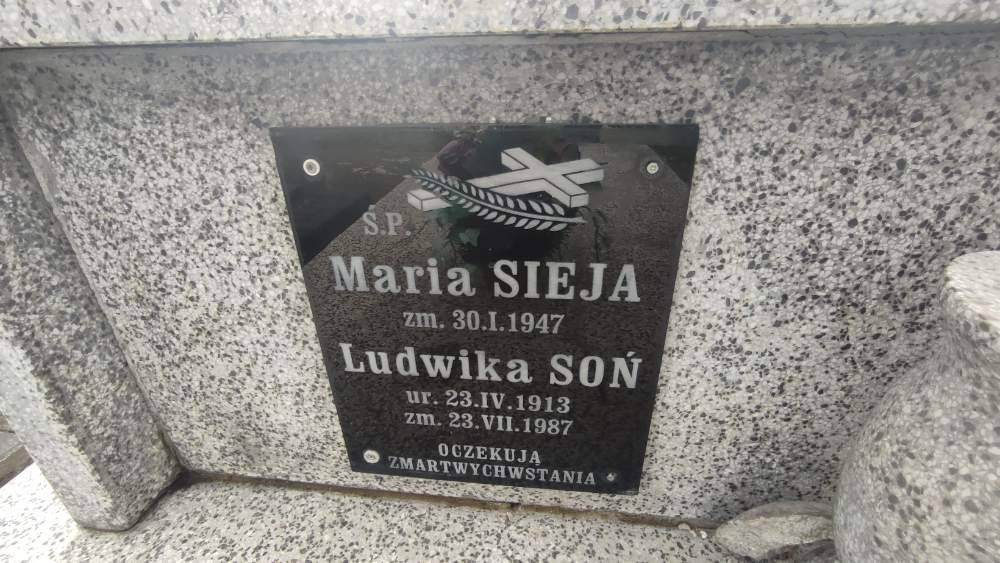 Ś.P.
Maria SIEJA
zm. 30.I.1947
Ludwika SOŃ
ur. 23.IV.1913
zm. 23.VII.1987
OCZEKUJĄ
ZMARTWYCHWSTANIA